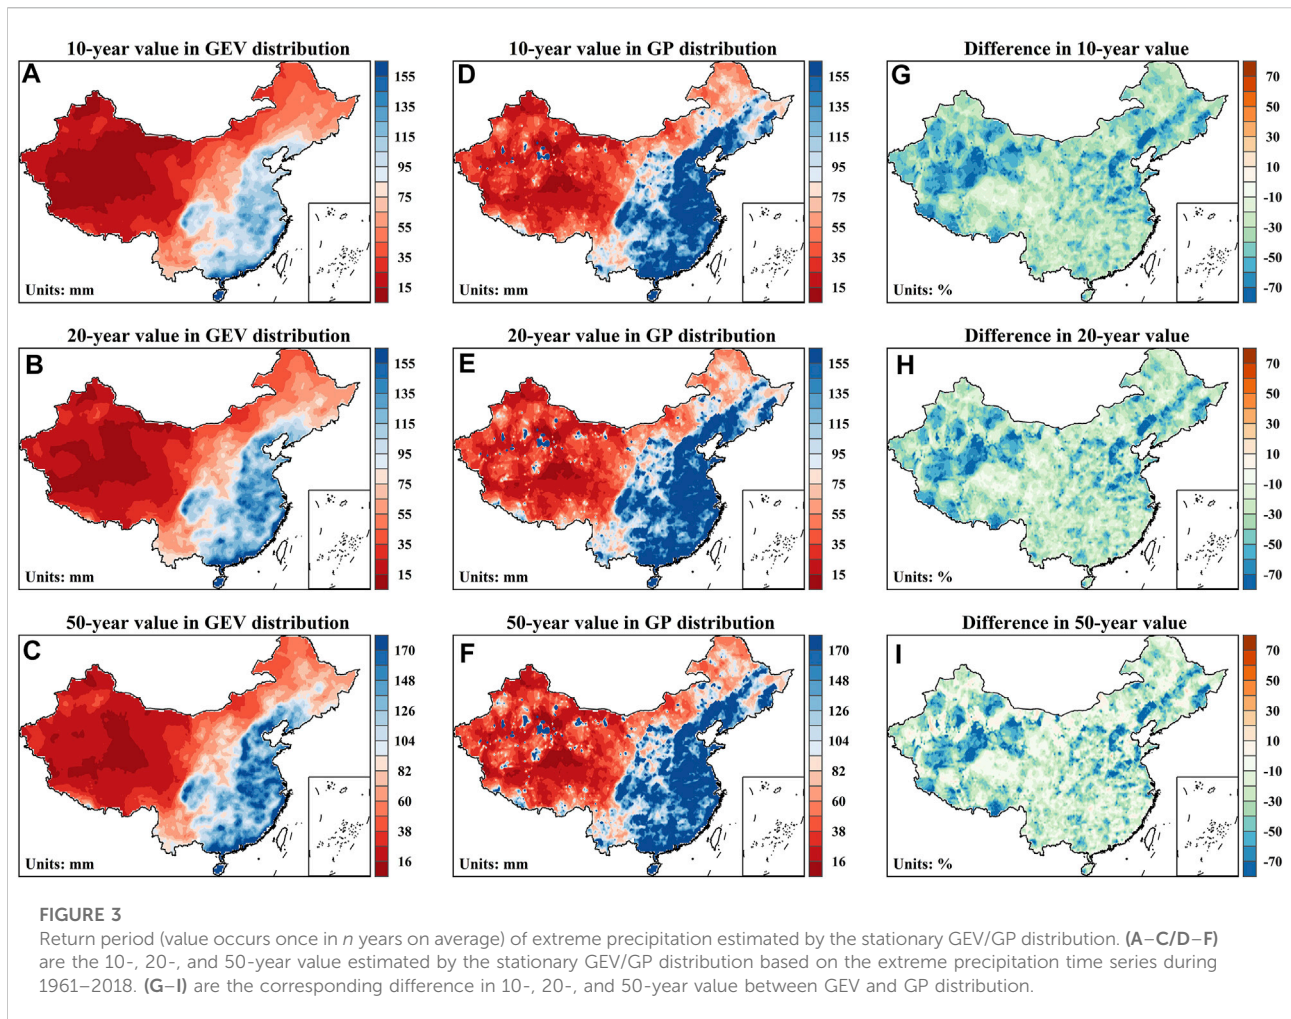 10-year value in GEV distribution
A
155
135
115
95
75
55
35
15
Units: mm
10-year value in GP distribution
D
155
135
115
95
75
55
35
15
Units: mm
Difference in 10-year value
G
70
50
30
10
-10
-30
-50
-70
Units: %
20-year value in GEV distribution
B
155
135
115
95
75
55
35
15
Units: mm
20-year value in GP distribution
E
155
135
115
95
75
55
35
15
Units: mm
Difference in 20-year value
H
70
50
30
10
-10
-30
-50
-70
Units: %
50-year value in GEV distribution
C
170
148
126
104
82
60
38
16
Units: mm
50-year value in GP distribution
F
170
148
126
104
82
60
38
16
Units: mm
Difference in 50-year value
I
70
50
30
10
-10
-30
-50
-70
Units: %
FIGURE 3
Return period (value occurs once in n years on average) of extreme precipitation estimated by the stationary GEV/GP distribution. (A–C/D–F)
are the 10-, 20-, and 50-year value estimated by the stationary GEV/GP distribution based on the extreme precipitation time series during
1961–2018. (G–I) are the corresponding difference in 10-, 20-, and 50-year value between GEV and GP distribution.